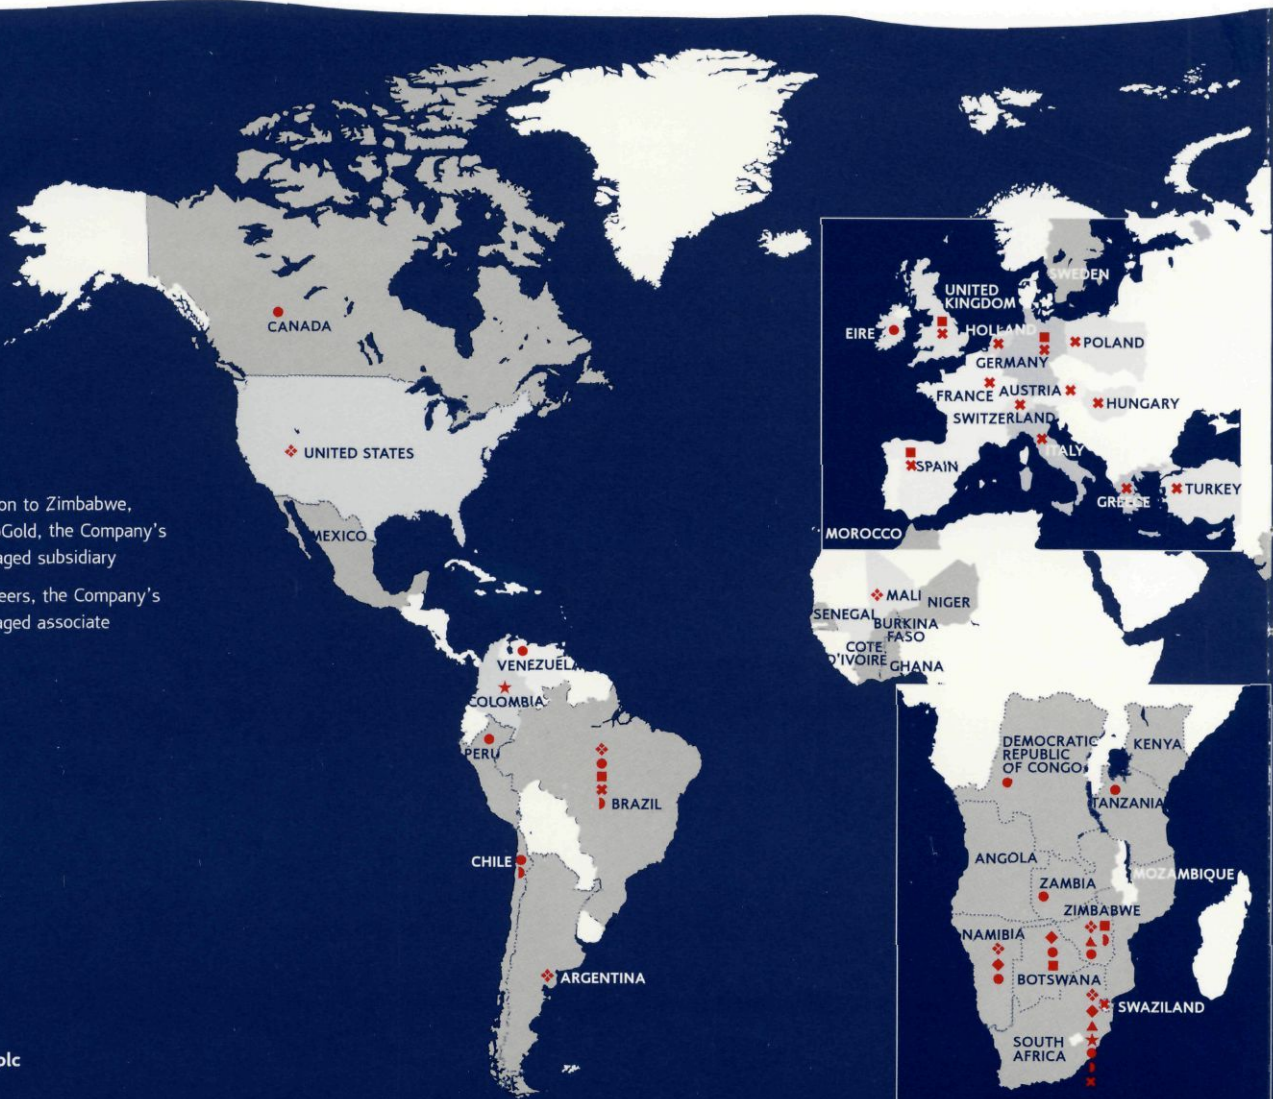 CANADA
UNITED STATES
MEXICO
on to Zimbabwe,
Gold, the Company's
aged subsidiary
eers, the Company's
aged associate
VENEZUELA
COLOMBIA
PERU
BRAZIL
CHILE
ARGENTINA
plc
SWEDEN
UNITED
KINGDOM
EIRE
HOLLAND
POLAND
GERMANY
FRANCE
AUSTRIA
HUNGARY
SWITZERLAND
ITALY
SPAIN
GREECE
TURKEY
MOROCCO
MALI
NIGER
SENEGAL
BURKINA
FASO
COTE
D'IVOIRE
GHANA
DEMOCRATIC
REPUBLIC
OF CONGO
KENYA
TANZANIA
ANGOLA
MOZAMBIQUE
ZAMBIA
ZIMBABWE
NAMIBIA
BOTSWANA
SWAZILAND
SOUTH
AFRICA